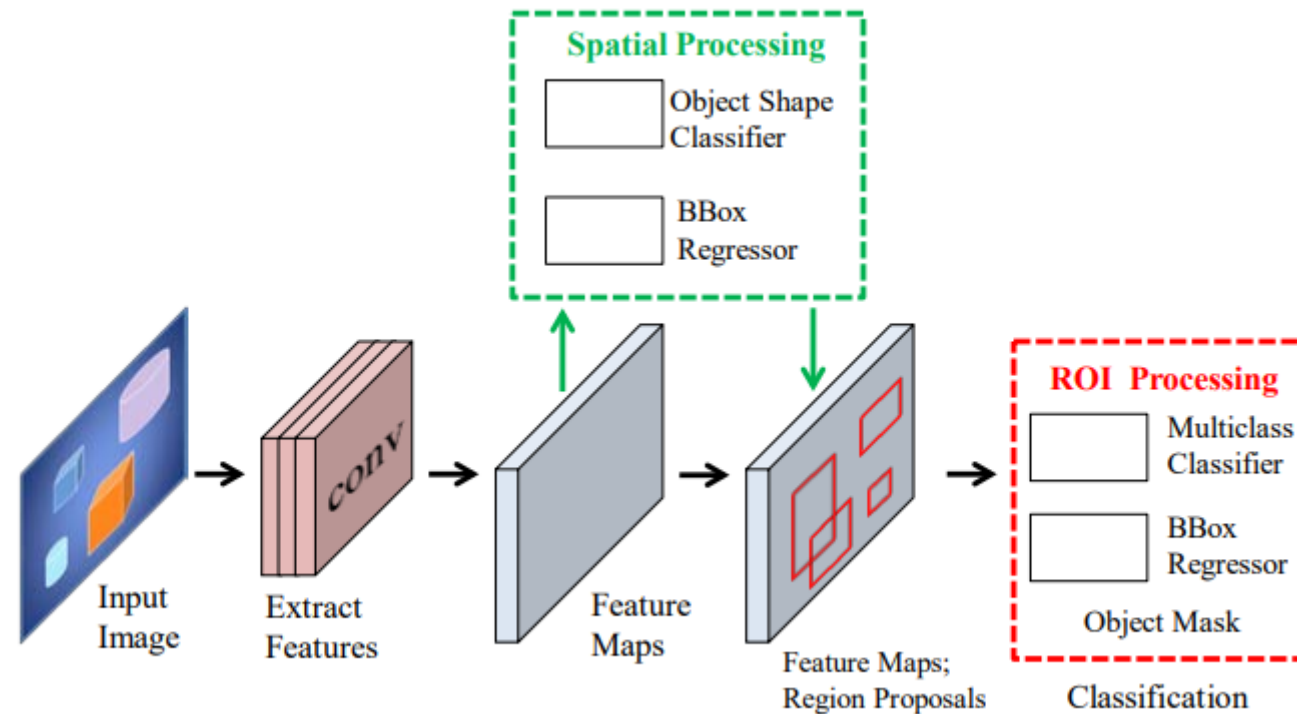 Spatial Processing
Object Shape
Classifier
BBox
Regressor
conv
Input
Image
Extract
Features
Feature
Maps
Feature Maps;
Region Proposals
ROI Processing
Multiclass
Classifier
BBox
Regressor
Object Mask
Classification